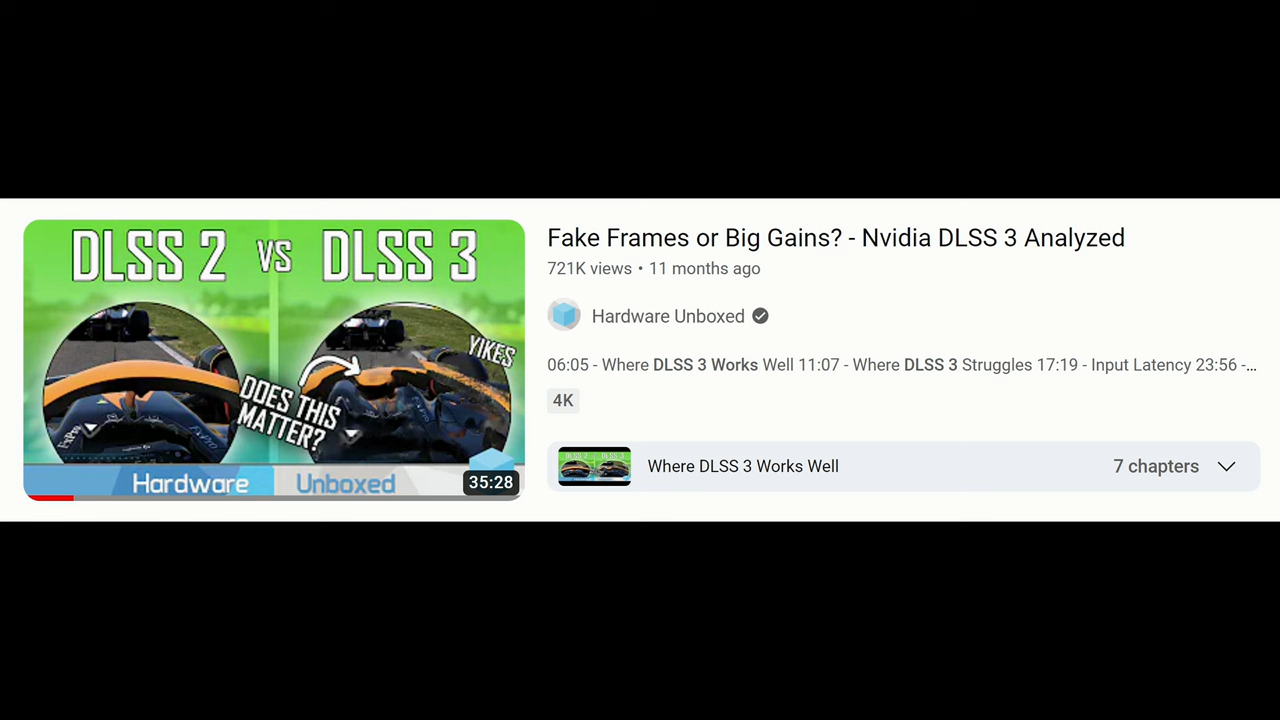 DLSS 2 VS DLSS 3
YIKES
DOES THIS
MATTER?
Hardware Unboxed
35:28
Fake Frames or Big Gains? - Nvidia DLSS 3 Analyzed
721K views • 11 months ago
Hardware Unboxed
06:05 - Where DLSS 3 Works Well 11:07 - Where DLSS 3 Struggles 17:19 - Input Latency 23:56 -...
4K
Where DLSS 3 Works Well
7 chapters